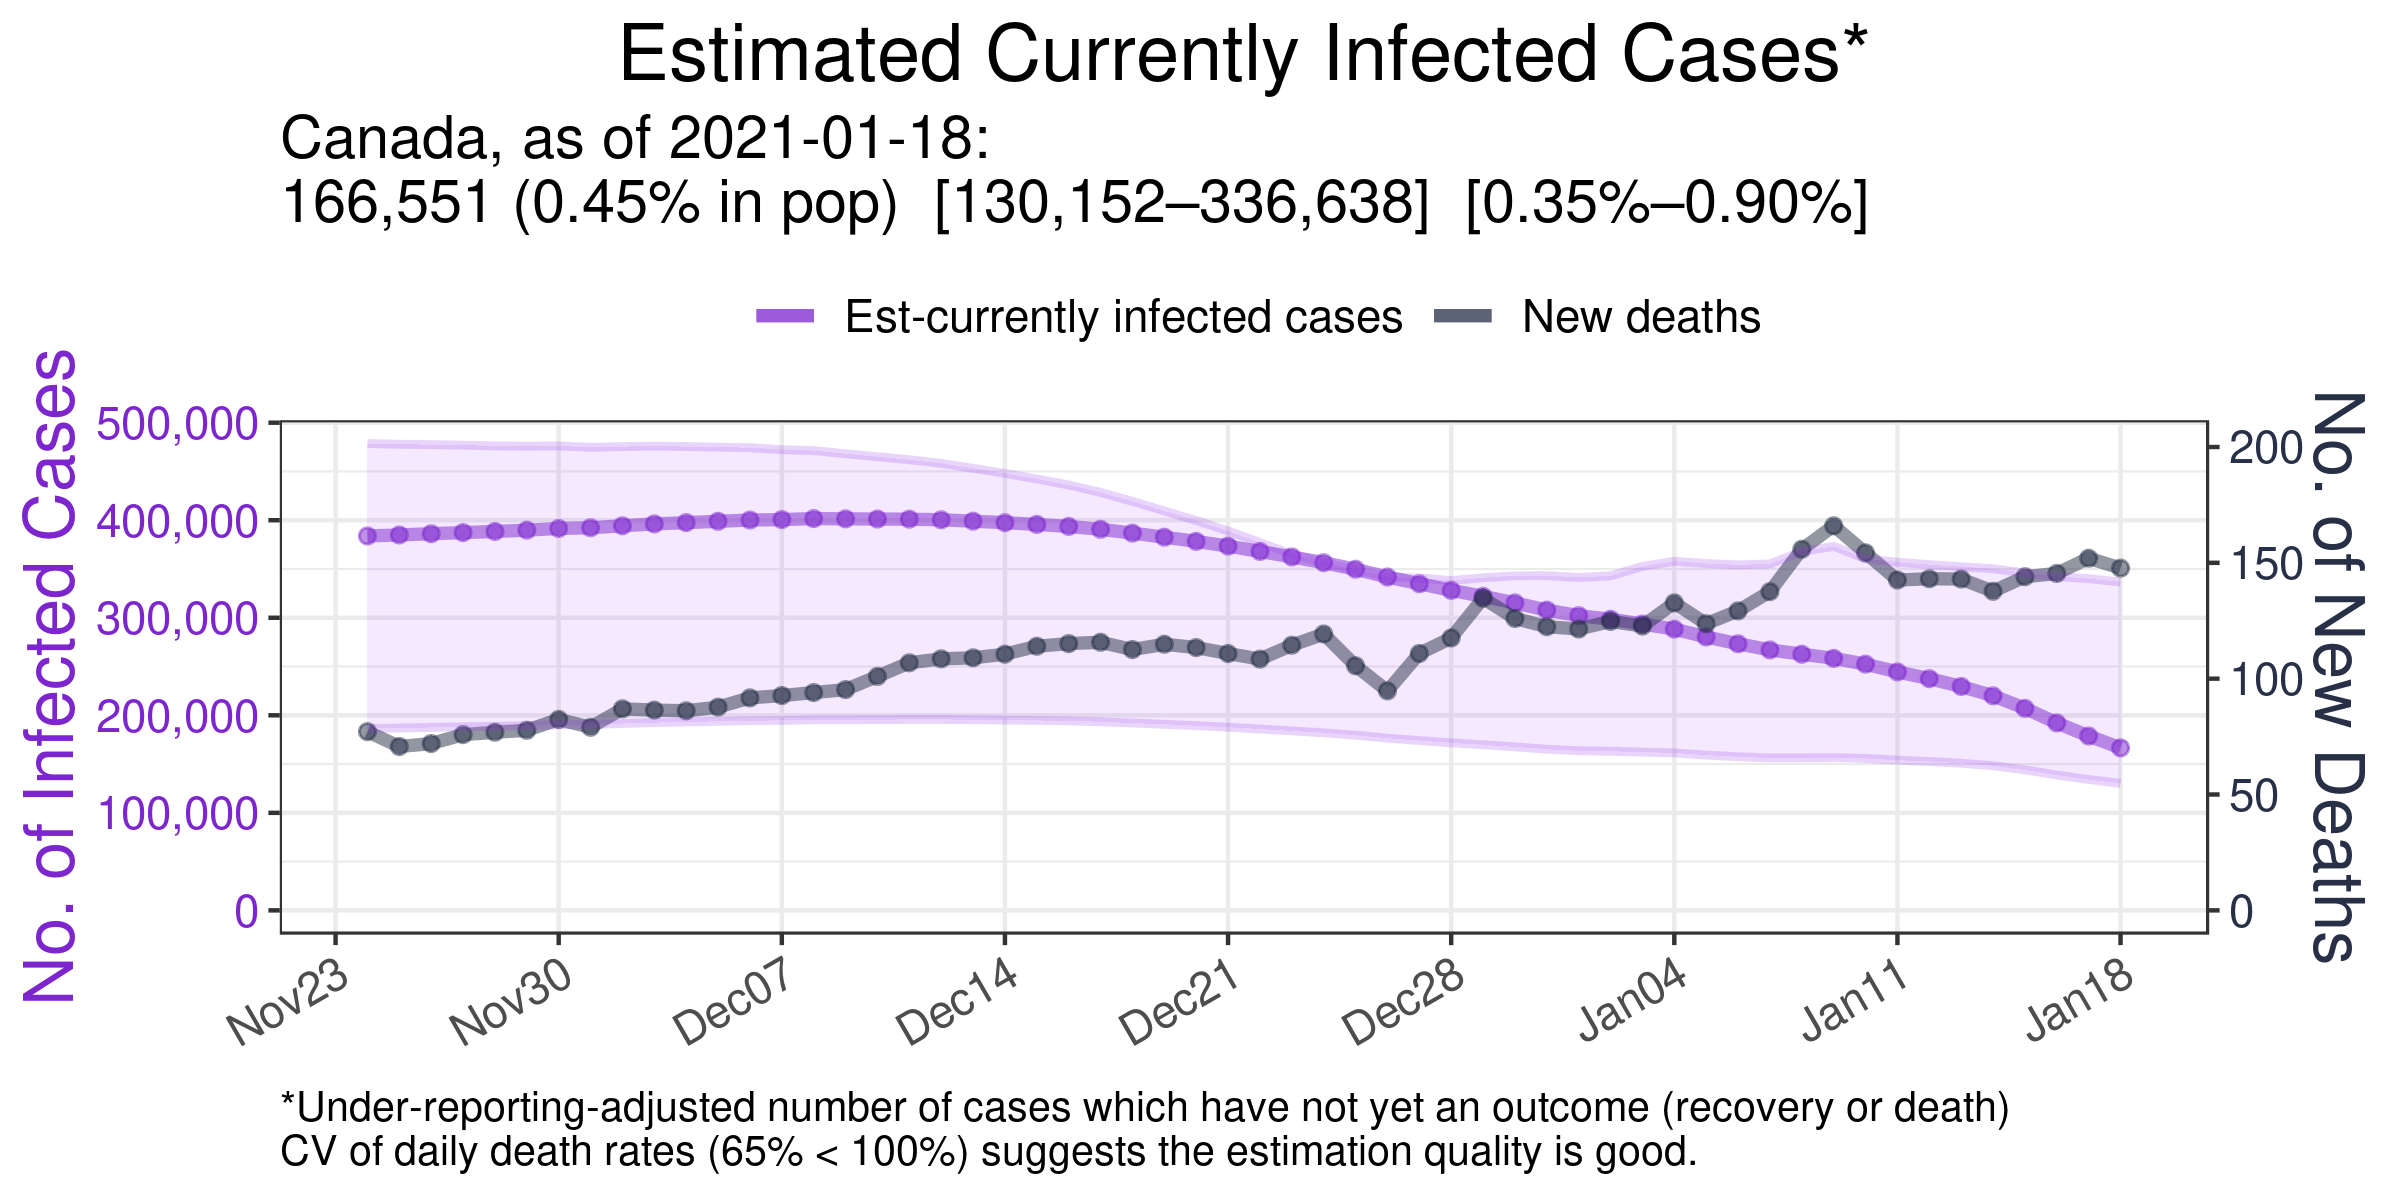 Estimated Currently Infected Cases*
Canada, as of 2021-01-18:
166,551 (0.45% in pop)  [130,152–336,638]  [0.35%–0.90%]
Est-currently infected cases
New deaths
No. of Infected Cases
500,000
400,000
300,000
200,000
100,000
0
No. of New Deaths
200
150
100
50
0
Nov23
Nov30
Dec07
Dec14
Dec21
Dec28
Jan04
Jan11
Jan18
*Under-reporting-adjusted number of cases which have not yet an outcome (recovery or death)
CV of daily death rates (65% < 100%) suggests the estimation quality is good.